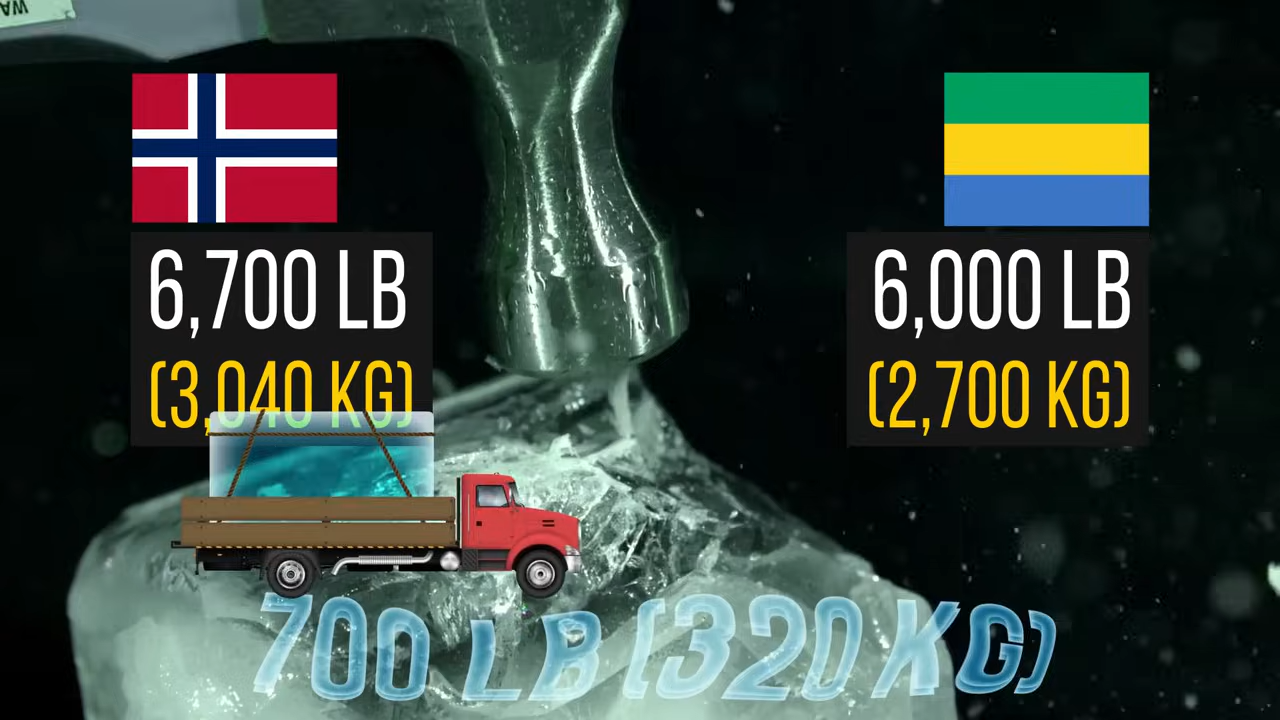 6,700 LB
(3,040 KG)
6,000 LB
(2,700 KG)
700 LB (320 KG)